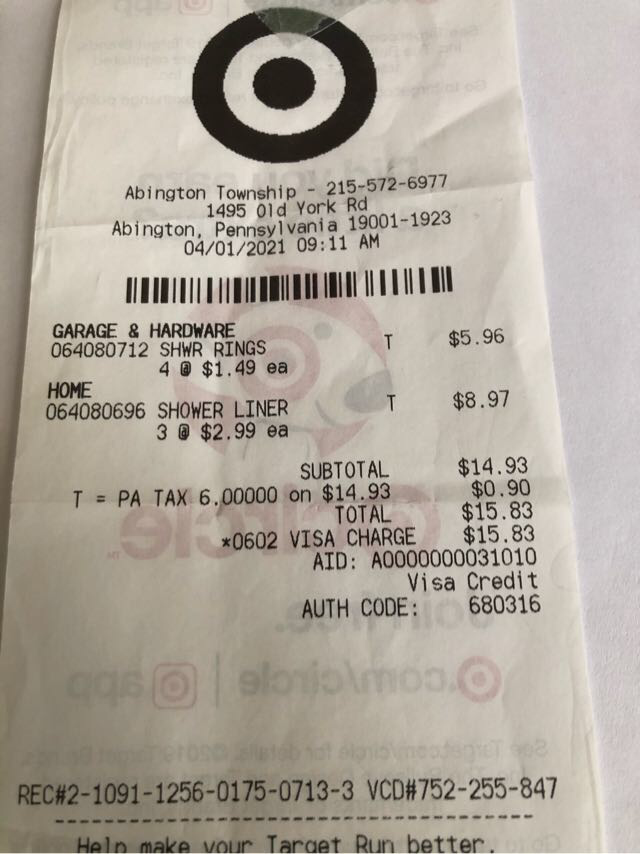 Abington Township - 215-572-6977
1495 Old York Rd
Abington, Pennsylvania 19001-1923
04/01/2021 09:11 AM
GARAGE & HARDWARE
064080712 SHWR RINGS T $5.96
4 @ $1.49 ea
HOME
064080696 SHOWER LINER T $8.97
3 @ $2.99 ea
SUBTOTAL $14.93
T = PA TAX 6.00000 on $14.93 $0.90
TOTAL $15.83
*0602 VISA CHARGE $15.83
AID: A0000000031010
Visa Credit
AUTH CODE: 680316
REC#2-1091-1256-0175-0713-3 VCD#752-255-847
Help make your Target Run better.